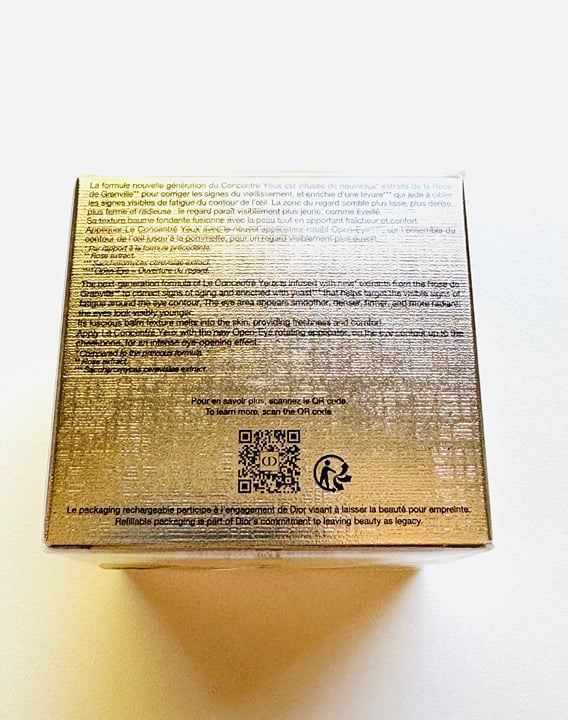 La formule nouvelle génération du Concentré Yeux est infusée de nouveaux* extraits de la Rose
de Granville** pour corriger les signes du vieillissement, et enrichie d'une levure*** qui aide à cibler
les signes visibles de fatigue du contour de l'œil. La zone du regard semble plus lisse, plus dense,
plus ferme et radieuse : le regard paraît visiblement plus jeune, comme éveillé.
Sa texture baume fondante fusionne avec la peau tout en apportant fraîcheur et confort.
Appliquer Le Concentré Yeux avec le nouvel applicateur rotatif Open-Eye****, sur l'ensemble du
contour de l'œil jusqu'à la pommette, pour un regard visiblement plus ouvert.
* Par rapport à la formule précédente.
** Rose extract.
*** Saccharomyces cerevisiae extract.
**** Open-Eye = Ouverture du regard.
The next-generation formula of Le Concentré Yeux is infused with new* extracts from the Rose de
Granville** to correct signs of aging and enriched with yeast*** that helps target the visible signs of
fatigue around the eye contour. The eye area appears smoother, denser, firmer, and more radiant:
the eyes look visibly younger.
Its luscious balm texture melts into the skin, providing freshness and comfort.
Apply Le Concentré Yeux with the new Open-Eye rotating applicator, on the eye contour up to the
cheekbone, for an intense eye-opening effect.
* Compared to the previous formula.
** Rose extract.
*** Saccharomyces cerevisiae extract.
Pour en savoir plus, scannez le QR code.
To learn more, scan the QR code.
CD
Le packaging rechargeable participe à l'engagement de Dior visant à laisser la beauté pour empreinte.
Refillable packaging is part of Dior's commitment to leaving beauty as legacy.